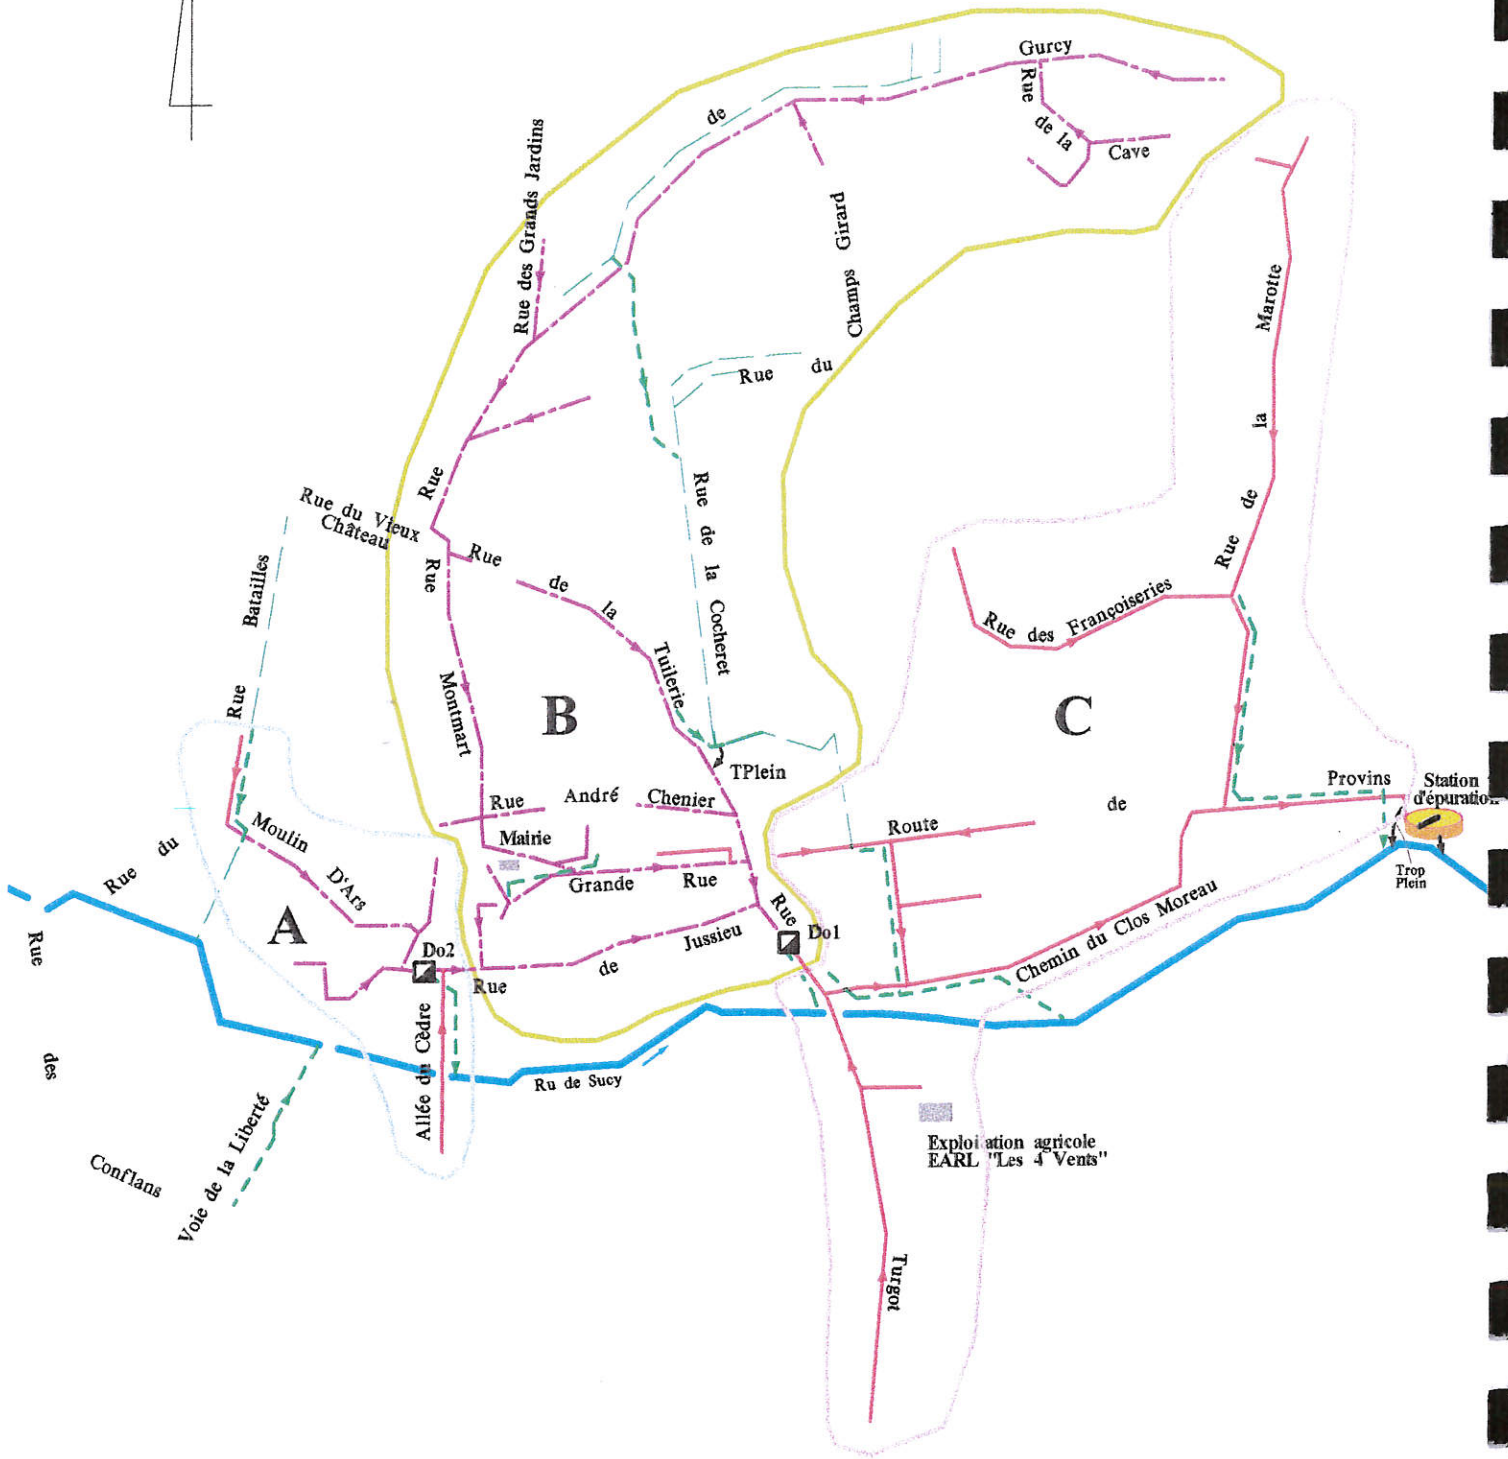 Gurcy
Rue
de la
Cave
de
Rue des Grands Jardins
Champs Girard
du
Rue
Marotte
la
de
Rue
Rue
Rue du Vieux
Château
Rue
Rue
de
la
Tuilerie
Rue de la Cocheret
Batailles
Rue
Montmart
B
C
Rue des Françoiseries
TPlein
Provins
Station
d'épuration
de
Rue André Chenier
Route
Mairie
Moulin
D'Ars
Rue du
Grande Rue
Trop
Plein
A
Rue
Do1
Jussieu
de
Rue
Do2
Chemin du Clos Moreau
Rue
des
Conflans
Allée du Cèdre
Ru de Sucy
Voie de la Liberté
Exploitation agricole
EARL "Les 4 Vents"
Turgot